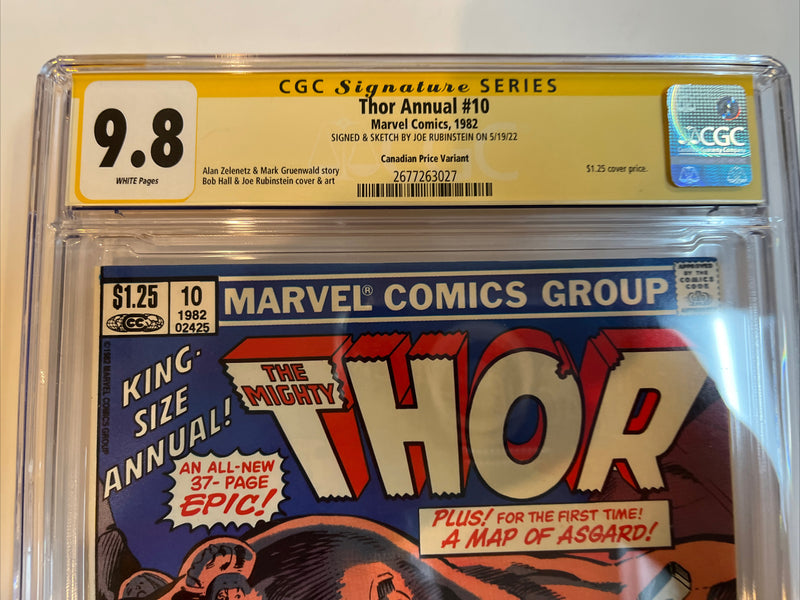 CGC Signature SERIES
Thor Annual #10
Marvel Comics, 1982
SIGNED & SKETCH BY JOE RUBINSTEIN ON 5/19/22
9.8
WHITE Pages
Canadian Price Variant
Alan Zelenetz & Mark Gruenwald story
Bob Hall & Joe Rubinstein cover & art
2677263027
$1.25 cover price.
CGC
$1.25
CC
10
1982
02425
MARVEL® COMICS GROUP
APPROVED
BY THE
COMICS
CODE
©1982 MARVEL COMICS GROUP
KING-
SIZE
ANNUAL!
THE
MIGHTY
THOR
AN ALL-NEW
37-PAGE
EPIC!
PLUS! FOR THE FIRST TIME!
A MAP OF ASGARD!